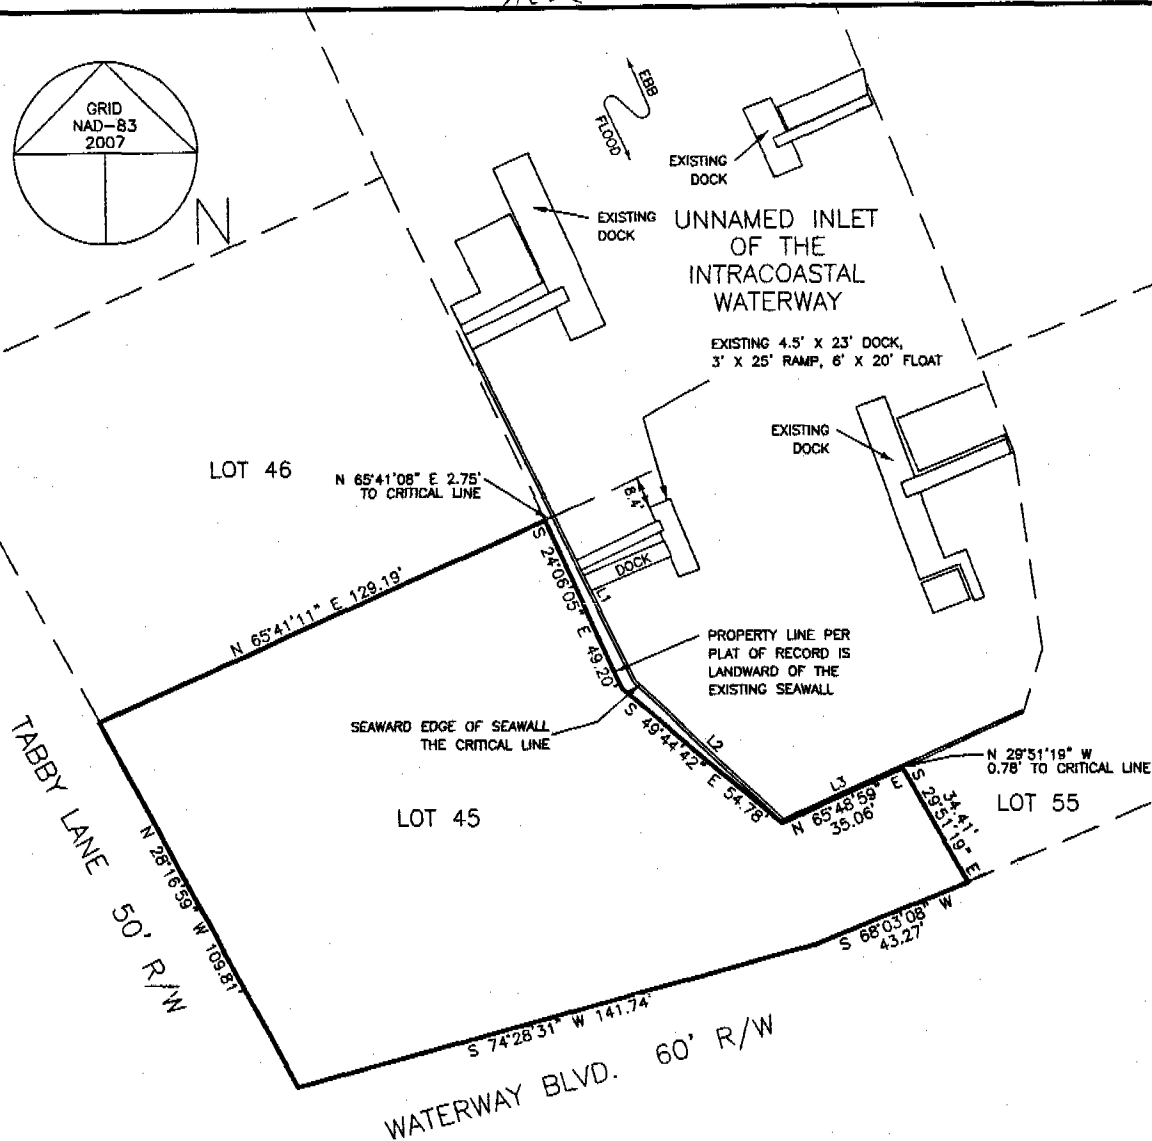 GRID
NAD-83
2007
N
EBB
FLOOD
EXISTING
DOCK
EXISTING
DOCK
UNNAMED INLET
OF THE
INTRACOASTAL
WATERWAY
EXISTING 4.5' X 23' DOCK,
3' X 25' RAMP, 6' X 20' FLOAT
EXISTING
DOCK
LOT 46
N 65°41'08" E 2.75'
TO CRITICAL LINE
8.4'
DOCK
L1
S 24°06'05" E 49.20'
N 65°41'11" E 129.19'
PROPERTY LINE PER
PLAT OF RECORD IS
LANDWARD OF THE
EXISTING SEAWALL
SEAWARD EDGE OF SEAWALL
THE CRITICAL LINE
L2
S 49°44'42" E 54.78'
L3
N 65°48'59" E
35.06'
N 29°51'19" W
0.78' TO CRITICAL LINE
34.41'
S 29°51'19" E
LOT 55
LOT 45
TABBY LANE 50' R/W
N 28°16'59" W 109.81'
S 68°03'08" W
43.27'
S 74°28'31" W 141.74'
WATERWAY BLVD. 60' R/W